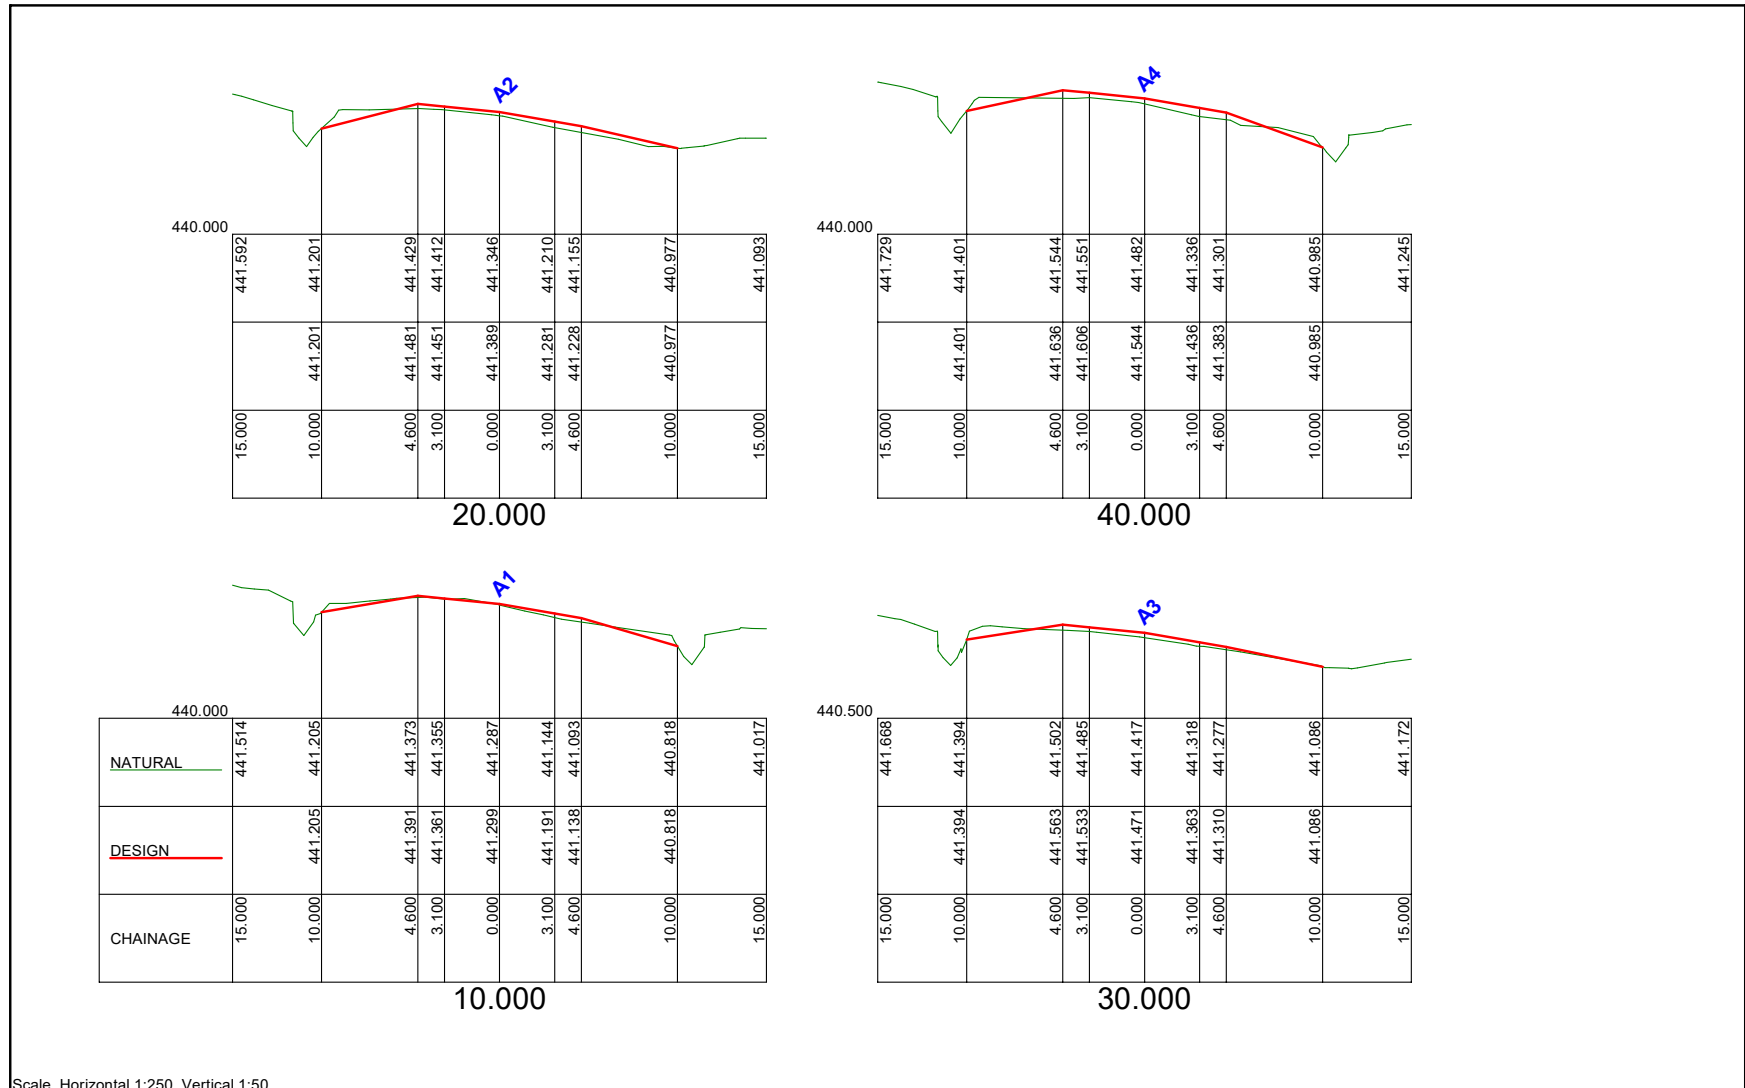 A2
440.000
441.592 441.201 441.429 441.412 441.346 441.210 441.155 440.977 441.093
441.201 441.481 441.451 441.389 441.281 441.228 440.977
15.000 10.000 4.600 3.100 0.000 3.100 4.600 10.000 15.000
20.000
A4
440.000
441.729 441.401 441.544 441.551 441.482 441.336 441.301 440.985 441.245
441.401 441.636 441.606 441.544 441.436 441.383 440.985
15.000 10.000 4.600 3.100 0.000 3.100 4.600 10.000 15.000
40.000
A1
440.000
NATURAL 441.514 441.205 441.373 441.355 441.287 441.144 441.093 440.818 441.017
DESIGN 441.205 441.391 441.361 441.299 441.191 441.138 440.818
CHAINAGE 15.000 10.000 4.600 3.100 0.000 3.100 4.600 10.000 15.000
10.000
A3
440.500
441.668 441.394 441.502 441.485 441.417 441.318 441.277 441.086 441.172
441.394 441.563 441.533 441.471 441.363 441.310 441.086
15.000 10.000 4.600 3.100 0.000 3.100 4.600 10.000 15.000
30.000
Scale Horizontal 1:250 Vertical 1:50